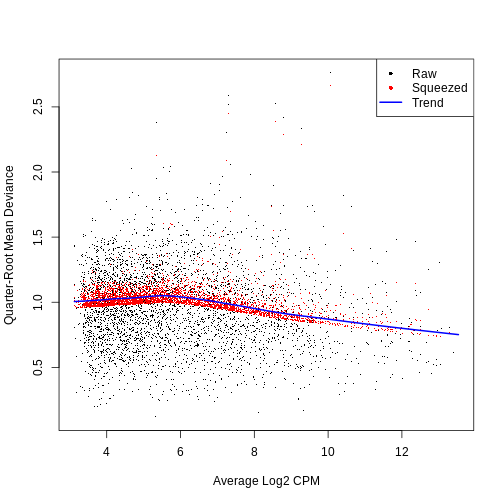 Raw
Squeezed
Trend
Quarter-Root Mean Deviance
2.5
2.0
1.5
1.0
0.5
4 6 8 10 12
Average Log2 CPM